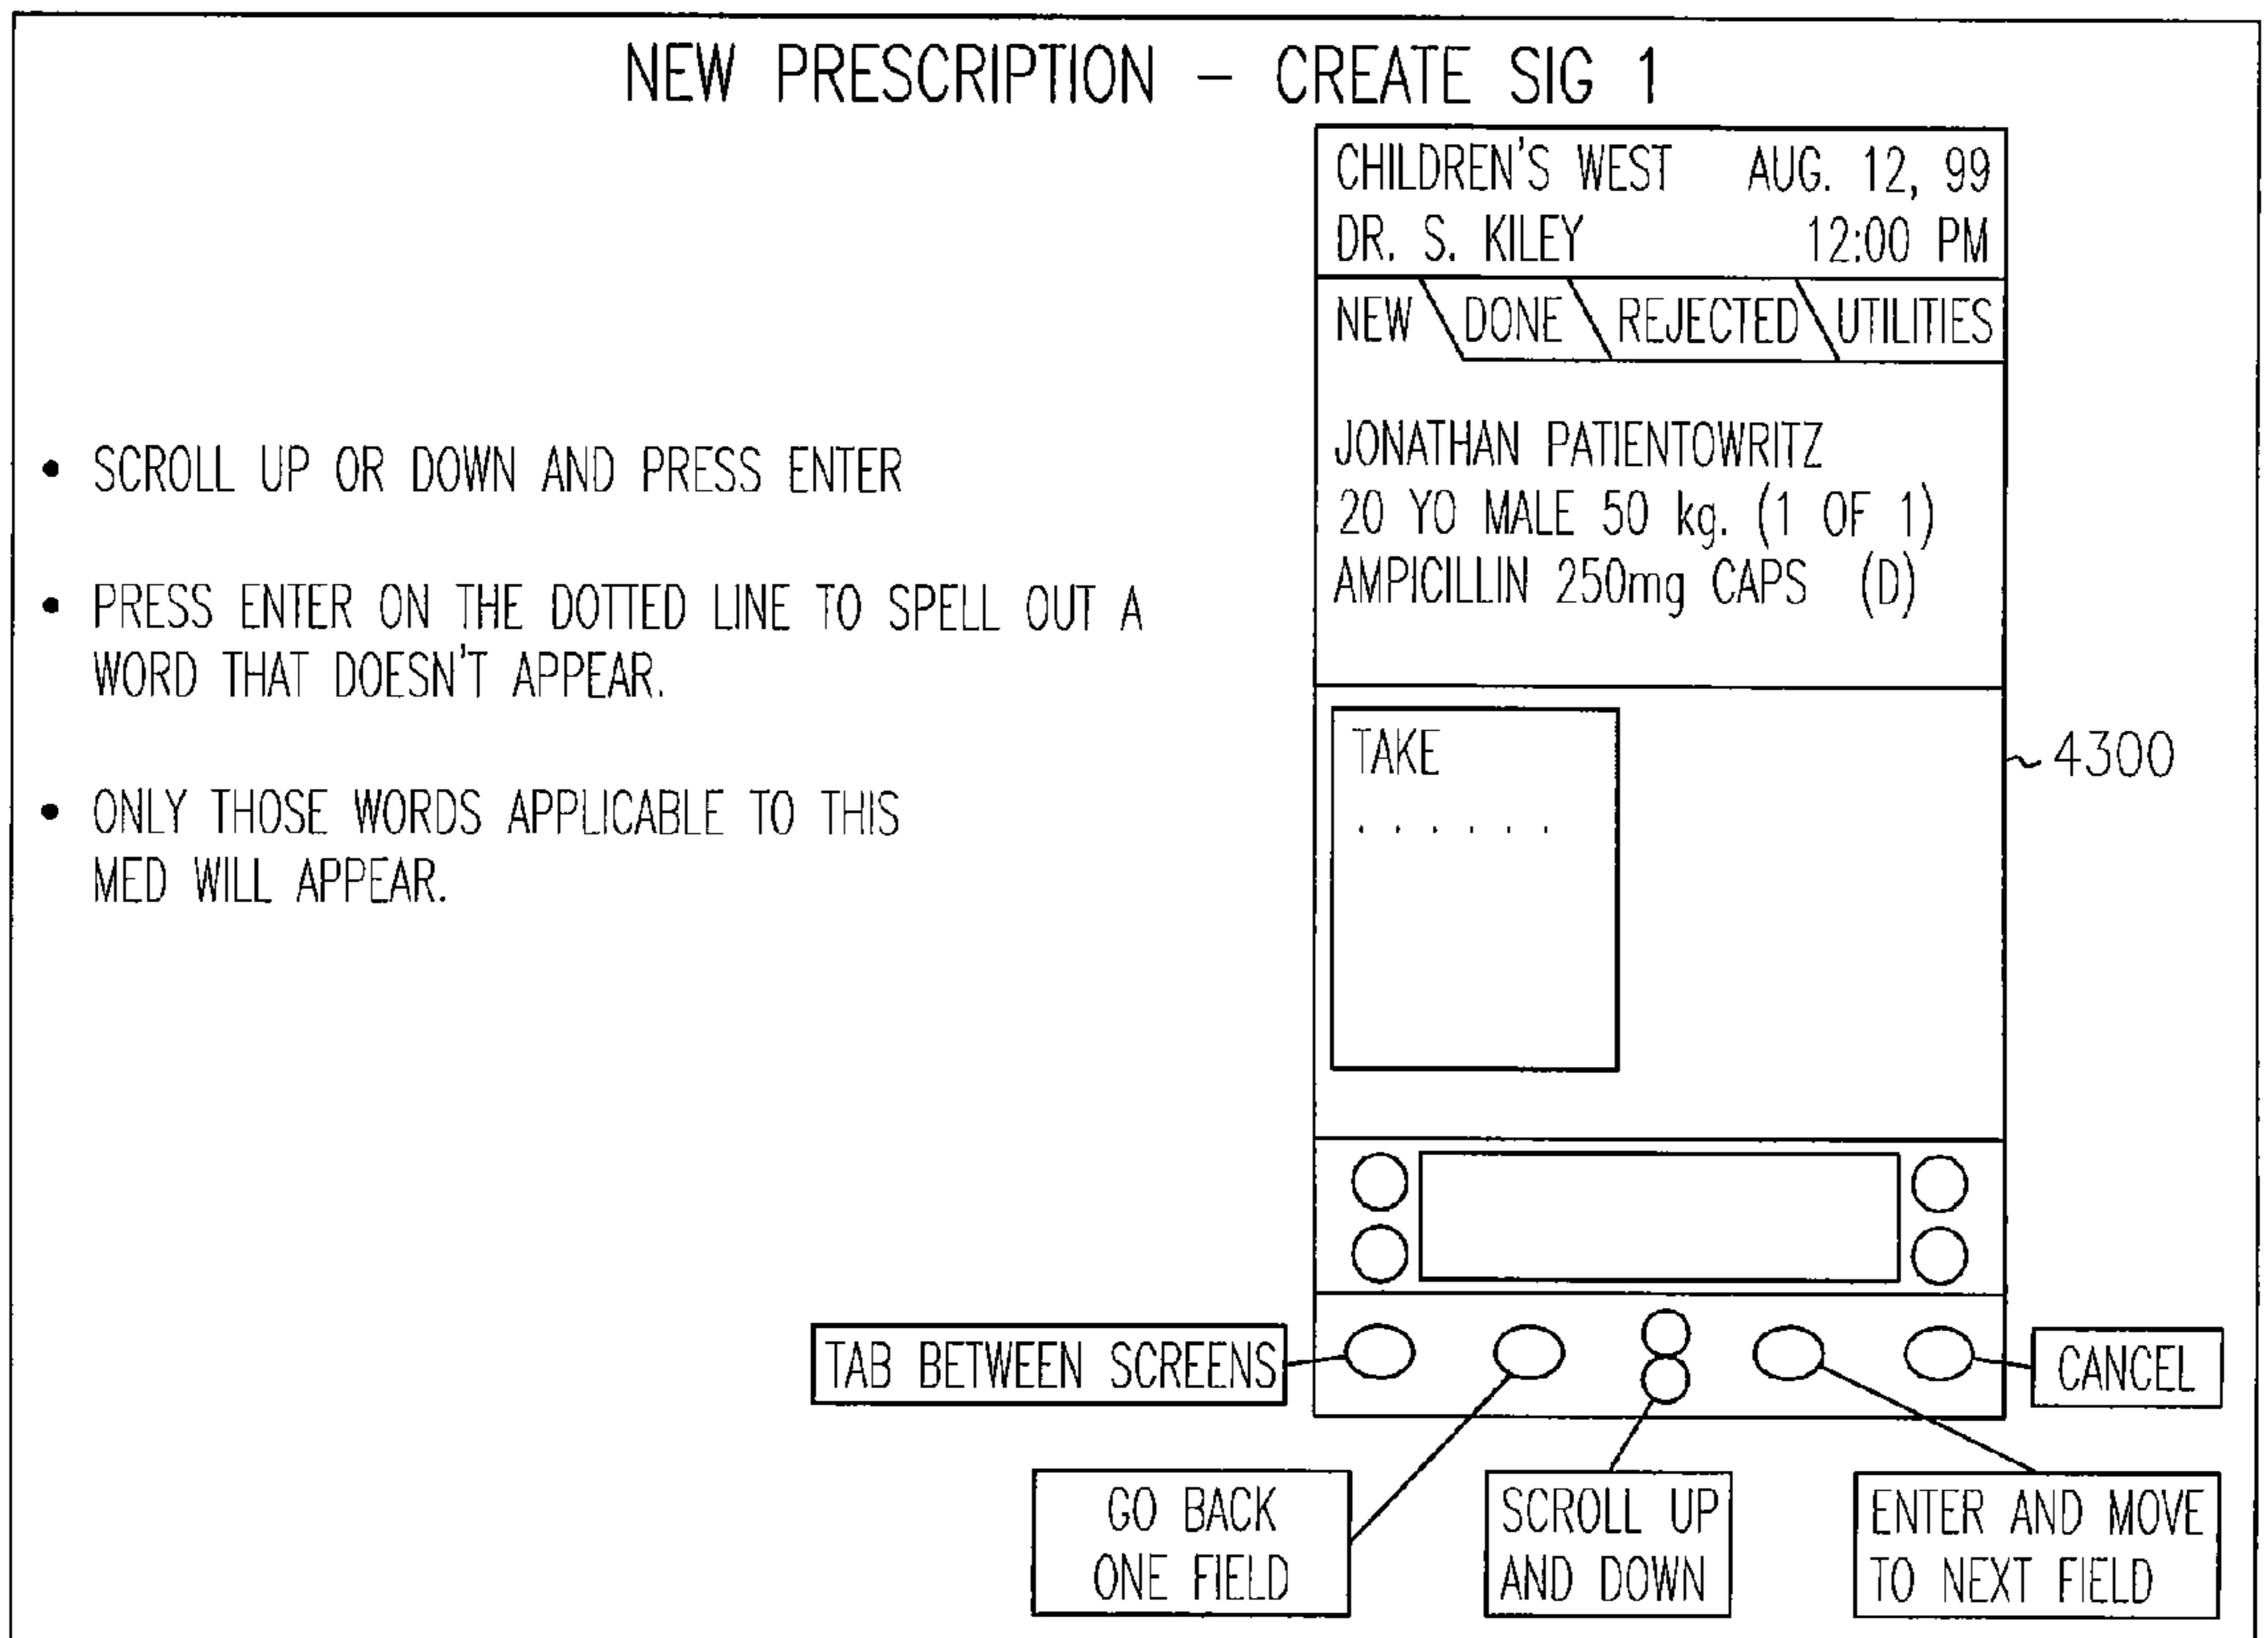 NEW PRESCRIPTION – CREATE SIG 1
• SCROLL UP OR DOWN AND PRESS ENTER
• PRESS ENTER ON THE DOTTED LINE TO SPELL OUT A
WORD THAT DOESN'T APPEAR.
• ONLY THOSE WORDS APPLICABLE TO THIS
MED WILL APPEAR.
CHILDREN'S WEST AUG. 12, 99
DR. S. KILEY 12:00 PM
NEW DONE REJECTED UTILITIES
JONATHAN PATIENTOWRITZ
20 YO MALE 50 kg. (1 OF 1)
AMPICILLIN 250mg CAPS (D)
TAKE
. . . . . .
4300
TAB BETWEEN SCREENS
CANCEL
GO BACK
ONE FIELD
SCROLL UP
AND DOWN
ENTER AND MOVE
TO NEXT FIELD